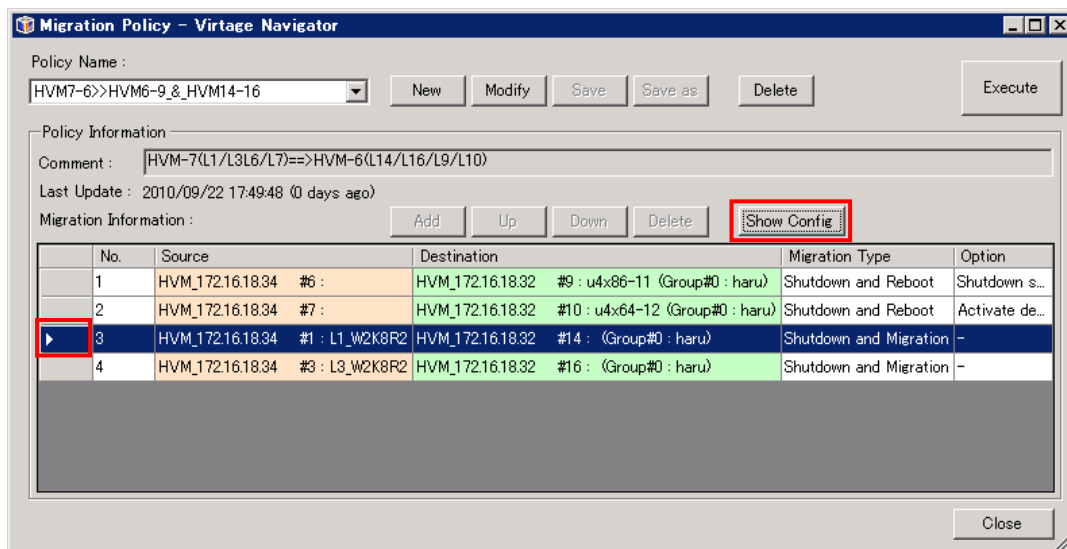 Migration Policy - Virtage Navigator
Policy Name :
HVM7-6>>HVM6-9_&_HVM14-16 New Modify Save Save as Delete Execute
Policy Information
Comment : HVM-7(L1/L3L6/L7)==>HVM-6(L14/L16/L9/L10)
Last Update : 2010/09/22 17:49:48 (0 days ago)
Migration Information : Add Up Down Delete Show Config
No. Source Destination Migration Type Option
1 HVM_172.16.18.34 #6 : HVM_172.16.18.32 #9 : u4x86-11 (Group#0 : haru) Shutdown and Reboot Shutdown s...
2 HVM_172.16.18.34 #7 : HVM_172.16.18.32 #10 : u4x64-12 (Group#0 : haru) Shutdown and Reboot Activate de...
3 HVM_172.16.18.34 #1 : L1_W2K8R2 HVM_172.16.18.32 #14 : (Group#0 : haru) Shutdown and Migration -
4 HVM_172.16.18.34 #3 : L3_W2K8R2 HVM_172.16.18.32 #16 : (Group#0 : haru) Shutdown and Migration -
Close